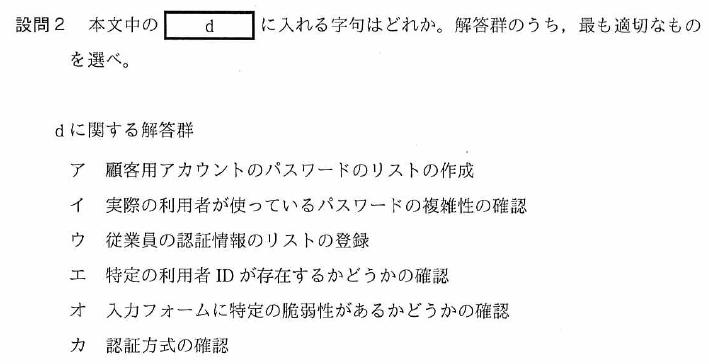 設問2 本文中の d に入れる字句はどれか。解答群のうち，最も適切なもの
を選べ。
dに関する解答群
ア 顧客用アカウントのパスワードのリストの作成
イ 実際の利用者が使っているパスワードの複雑性の確認
ウ 従業員の認証情報のリストの登録
エ 特定の利用者 ID が存在するかどうかの確認
オ 入力フォームに特定の脆弱性があるかどうかの確認
カ 認証方式の確認